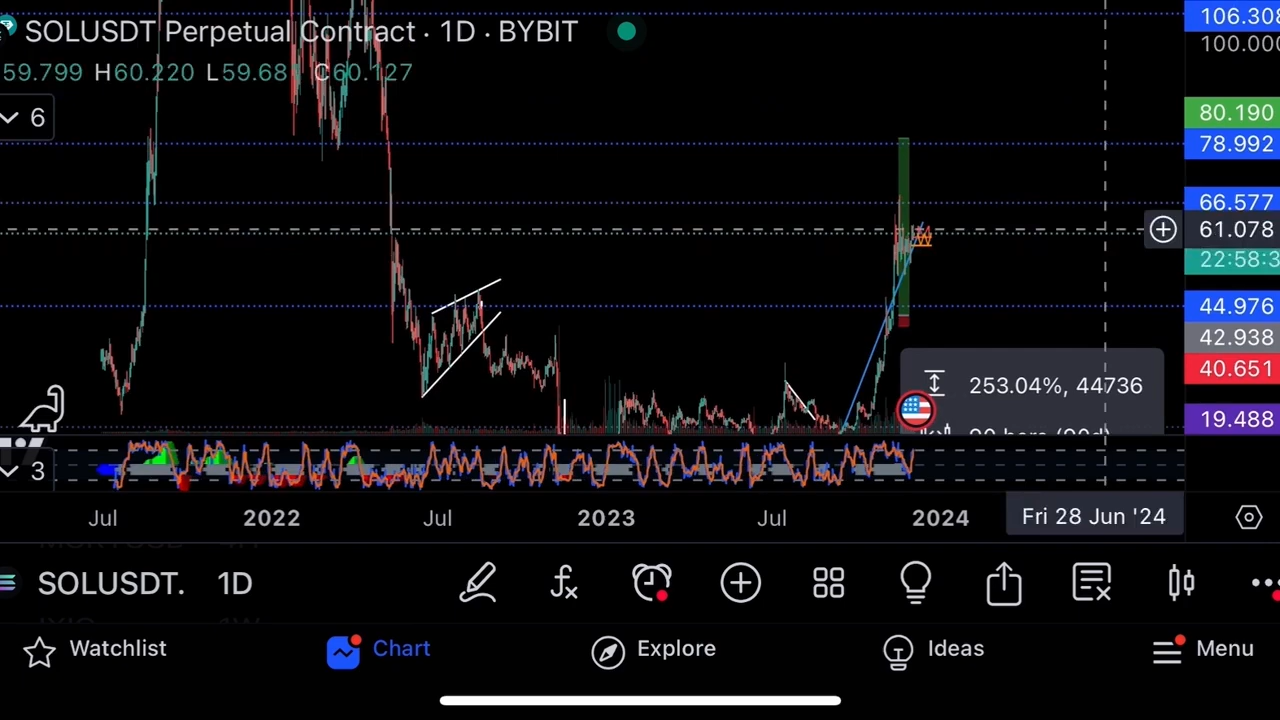 SOLUSDT Perpetual Contract · 1D · BYBIT
59.799 H60.220 L59.68 C60.127
6
106.308
100.000
80.190
78.992
66.577
61.078
22:58:3
44.976
42.938
40.651
19.488
253.04%, 44736
90 bars (90d)
3
Jul 2022 Jul 2023 Jul 2024 Fri 28 Jun '24
SOLUSDT. 1D
Watchlist Chart Explore Ideas Menu